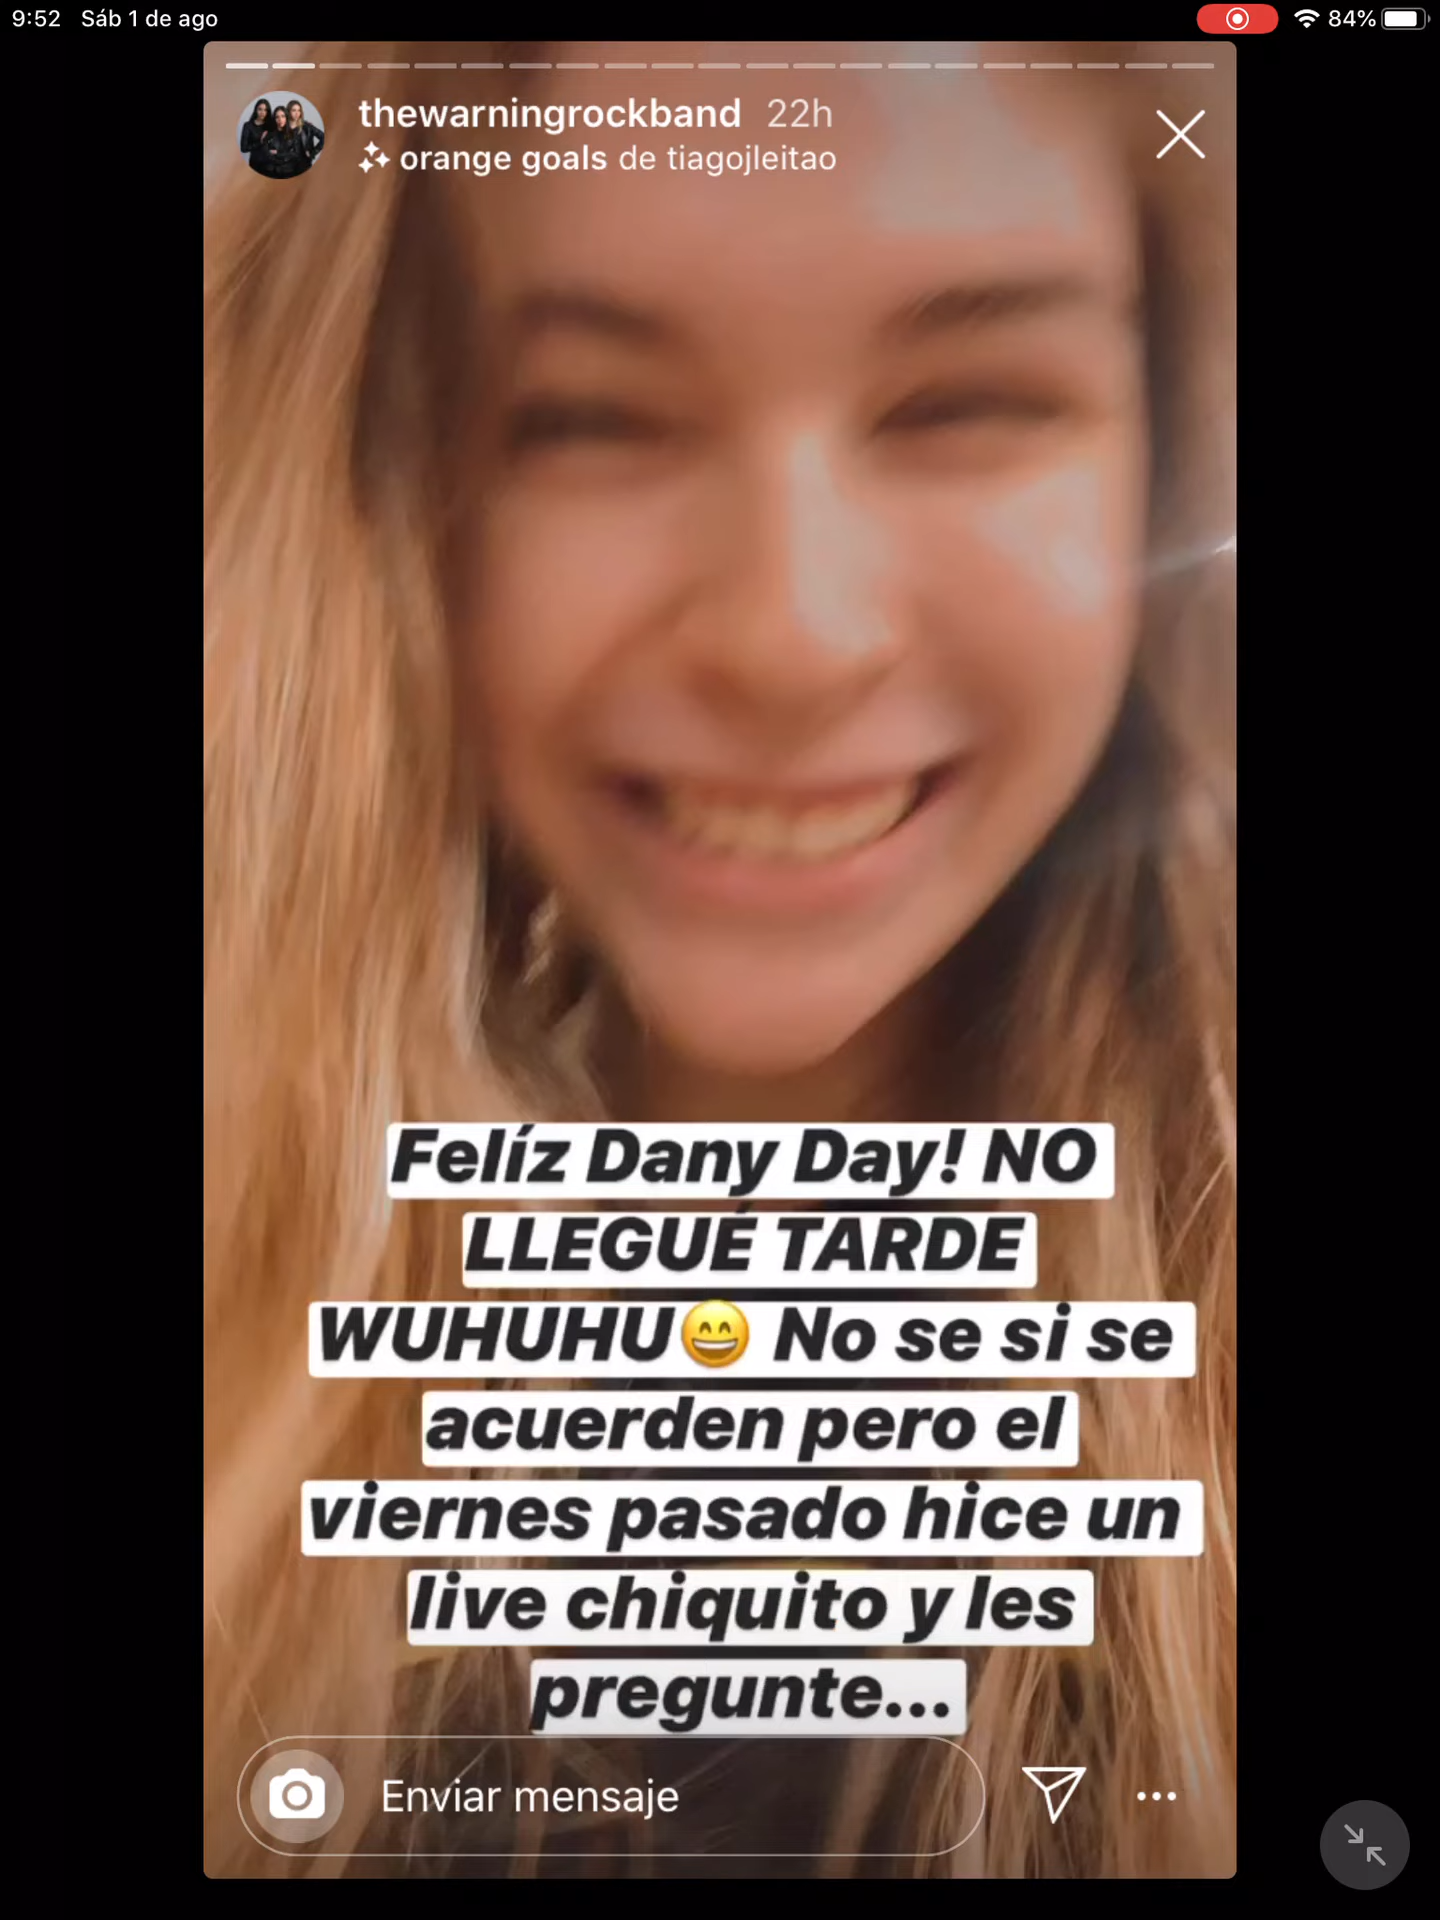 9:52 Sáb 1 de ago 84%
thewarningrockband 22h
orange goals de tiagojleitao
Felíz Dany Day! NO
LLEGUÉ TARDE
WUHUHU😄 No se si se
acuerden pero el
viernes pasado hice un
live chiquito y les
pregunte...
Enviar mensaje